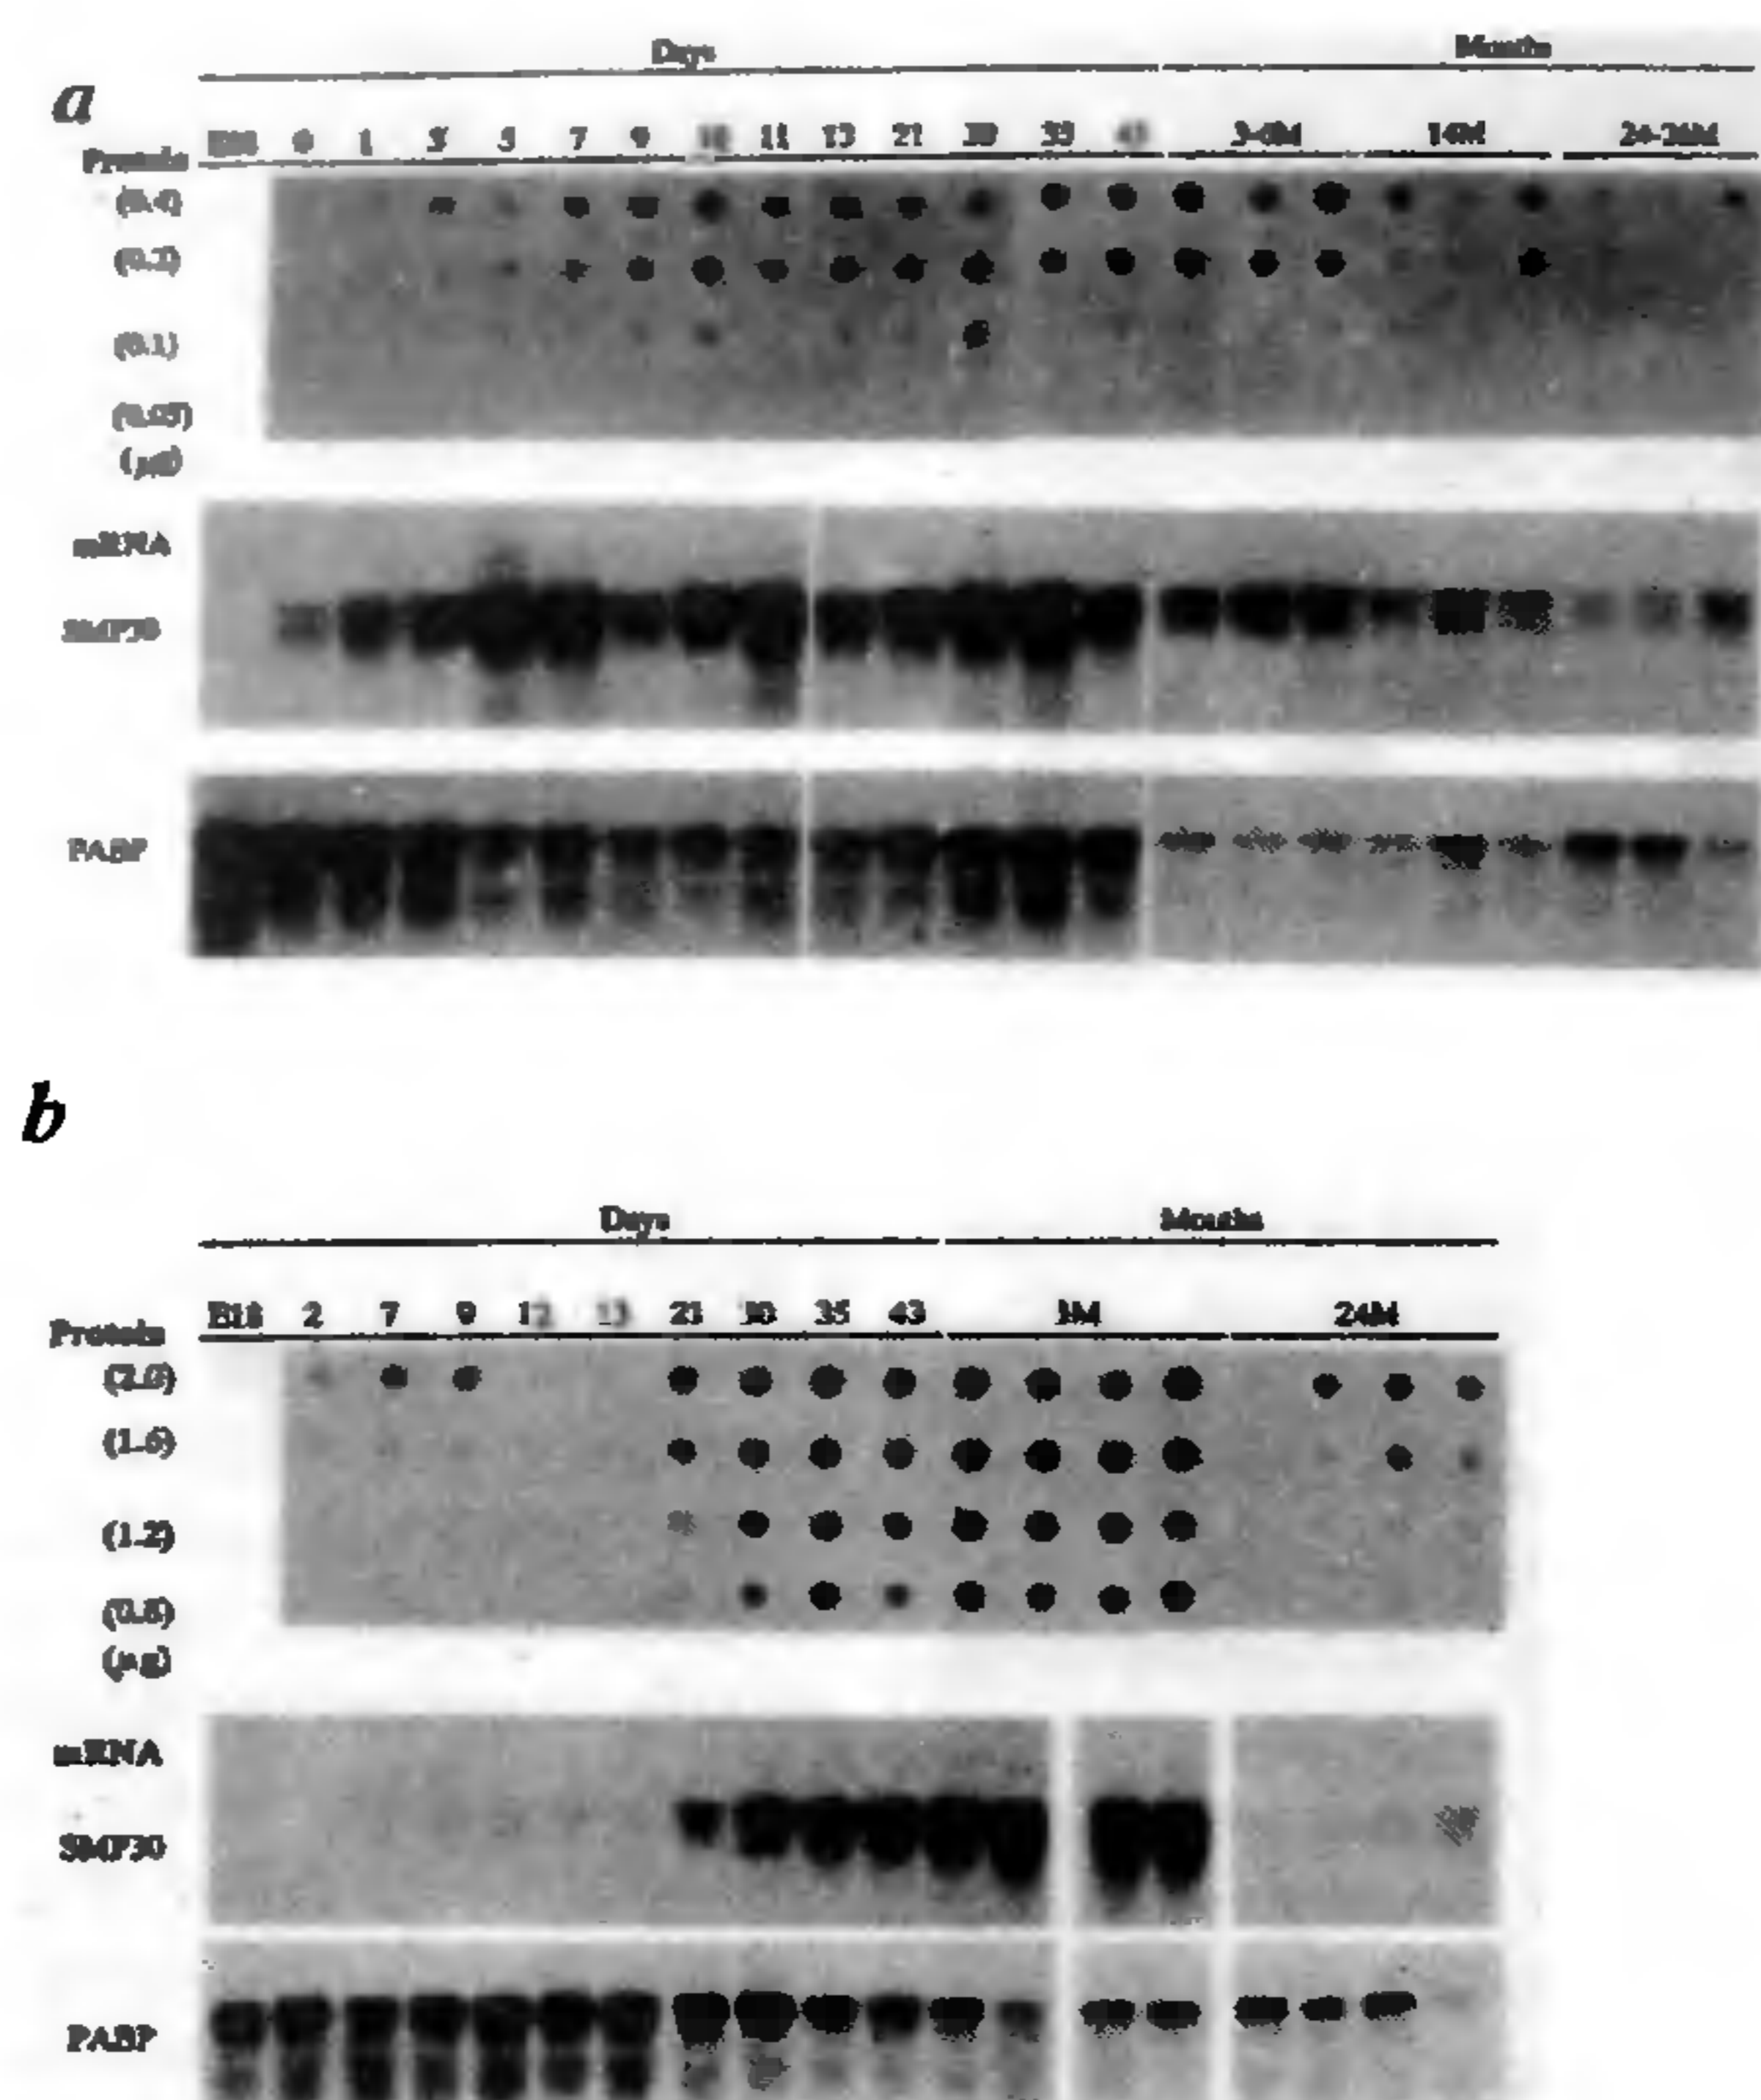 a
Days Months
0 1 3 5 7 9 10 11 13 21 30 35 43 3-6M 14M 24-26M
Protein
(0.4)
(0.2)
(0.1)
(0.05)
(μg)
mRNA
SMP30
PABP
b
Days Months
E18 2 7 9 12 13 21 30 35 43 3M 24M
Protein
(2.0)
(1.6)
(1.2)
(0.8)
(μg)
mRNA
SMP30
PABP